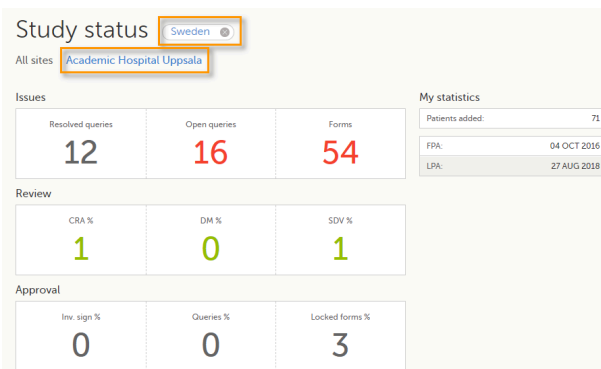 Study status Sweden
All sites Academic Hospital Uppsala
Issues
Resolved queries Open queries Forms
12 16 54
My statistics
Patients added: 71
FPA: 04 OCT 2016
LPA: 27 AUG 2018
Review
CRA % DM % SDV %
1 0 1
Approval
Inv. sign % Queries % Locked forms %
0 0 3